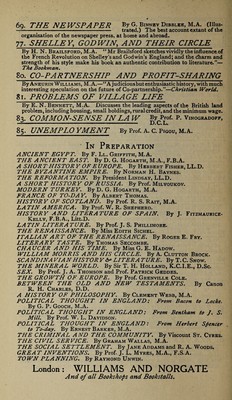 69. THE NEWSPAPER By G. BINNEY DIBBLEE, M.A. (Illus-
trated.) The best account extant of the
organisation of the newspaper press, at home and abroad.
77. SHELLEY, GODWIN, AND THEIR CIRCLE
By H. N. BRAILSFORD, M.A. "Mr Brailsford sketches vividly the influence of
the French Revolution on Shelley's and Godwin's England; and the charm and
strength of his style make his book an authentic contribution to literature."—
The Bookman.
80. CO-PARTNERSHIP AND PROFIT-SHARING
By ANEURIN WILLIAMS, M.A.—"A judicious but enthusiastic history, with much
interesting speculation on the future of Co-partnership."—Christian World.
81. PROBLEMS OF VILLAGE LIFE
By E. N. BENNETT, M.A. Discusses the leading aspects of the British land
problem, including housing, small holdings, rural credit, and the minimum wage.
83. COMMON-SENSE IN LAW By Prof. P. VINOGRADOFF,
D.C.L.
85. UNEMPLOYMENT By Prof. A. C. PIGOU, M.A.
IN PREPARATION
ANCIENT EGYPT. By F. LL. GRIFFITH, M.A.
THE ANCIENT EAST. By D. G. HOGARTH, M.A., F.B.A.
A SHORT HISTORY OF EUROPE. By HERBERT FISHER, LL.D.
THE BYZANTINE EMPIRE. By NORMAN H. BAYNES.
THE REFORMATION. By President LINDSAY, LL.D.
A SHORT HISTORY OF RUSSIA. By Prof. MILYOUKOV.
MODERN TURKEY. By D. G. HOGARTH, M.A.
FRANCE OF TO-DAY. By ALBERT THOMAS.
HISTORY OF SCOTLAND. By Prof. R. S. RAIT, M.A.
LATIN AMERICA. By Prof. W. R. SHEPHERD.
HISTORY AND LITERATURE OF SPAIN. By J. FITZMAURICE-
KELLY, F.B.A., Litt.D.
LATIN LITERATURE. By Prof. J. S. PHILLIMORE.
THE RENAISSANCE. By Miss EDITH SICHEL.
ITALIAN ART OF THE RENAISSANCE. By ROGER E. FRY.
LITERARY TASTE. By THOMAS SECCOMBE.
CHAUCER AND HIS TIME. By Miss G. E. HADOW.
WILLIAM MORRIS AND HIS CIRCLE. By A. CLUTTON BROCK.
SCANDINAVIAN HISTORY & LITERATURE. By T. C. SNOW.
THE MINERAL WORLD. By Sir T. H. HOLLAND, K.C.I.E., D.Sc.
SEX. By Prof. J. A. THOMSON and Prof. PATRICK GEDDES.
THE GROWTH OF EUROPE. By Prof. GRENVILLE COLE.
BETWEEN THE OLD AND NEW TESTAMENTS. By Canon
R. H. CHARLES, D.D.
A HISTORY OF PHILOSOPHY. By CLEMENT WEBB, M.A.
POLITICAL THOUGHT IN ENGLAND: From Bacon to Locke.
By G. P. GOOCH, M.A.
POLITICAL THOUGHT IN ENGLAND: From Bentham to J. S.
Mill. By Prof. W. L. DAVIDSON.
POLITICAL THOUGHT IN ENGLAND: From Herbert Spencer
to To-day. By ERNEST BARKER, M.A.
THE CRIMINAL AND THE COMMUNITY. By Viscount ST. CYRES.
THE CIVIL SERVICE. By GRAHAM WALLAS, M.A.
THE SOCIAL SETTLEMENT. By JANE ADDAMS and R. A. WOODS.
GREAT INVENTIONS. By Prof. J. L. MYRES, M.A., F.S.A.
TOWN PLANNING. By RAYMOND UNWIN.
London: WILLIAMS AND NORGATE
And of all Bookshops and Bookstalls.